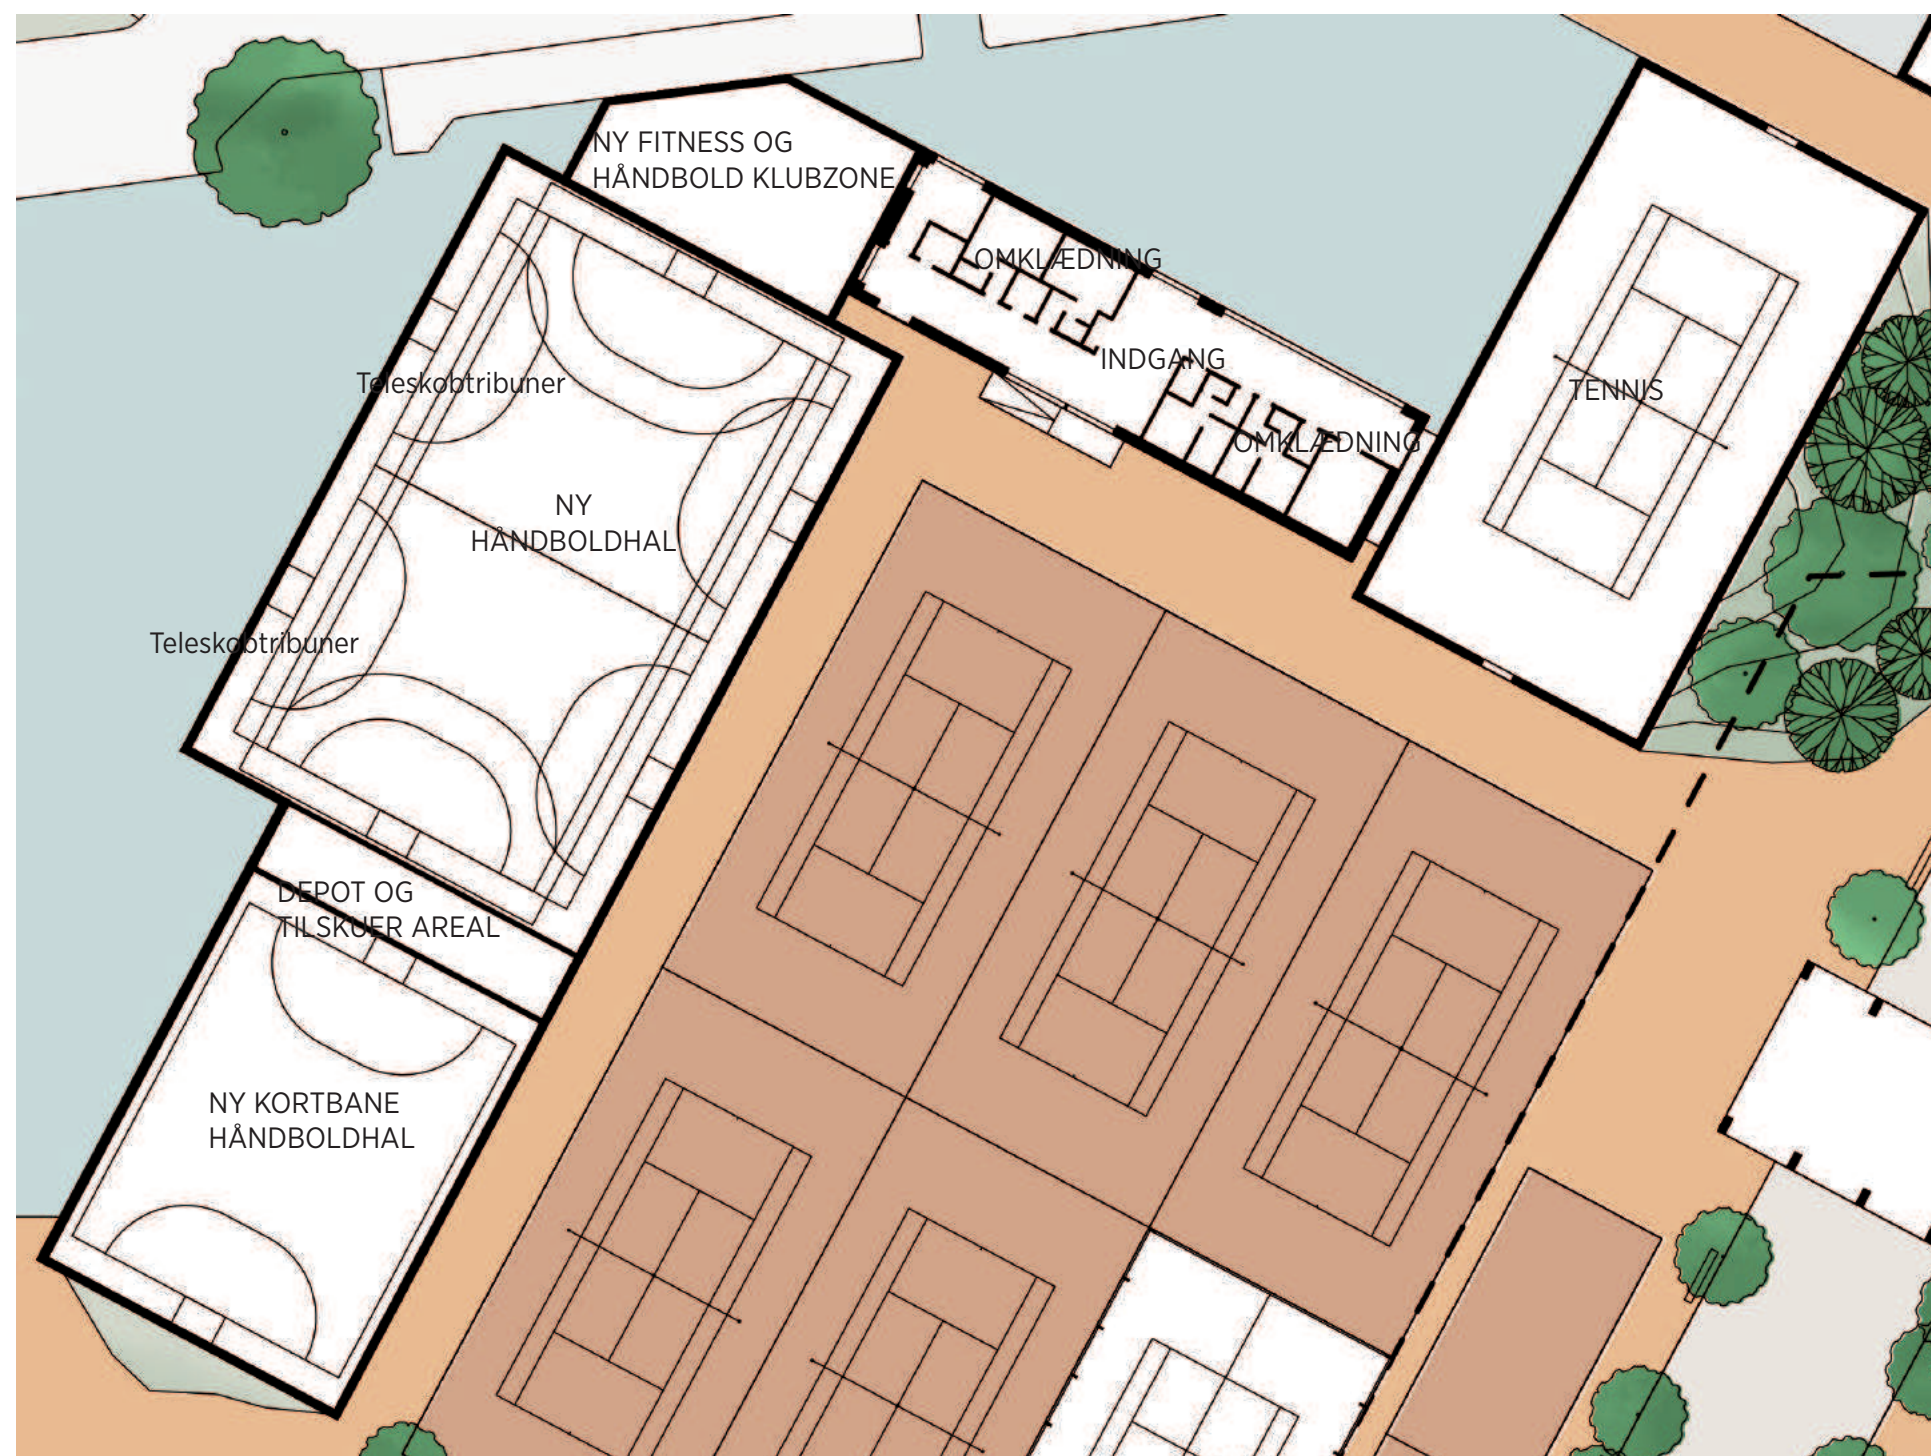 NY FITNESS OG
HÅNDBOLD KLUBZONE
OMKLÆDNING
INDGANG
OMKLÆDNING
TENNIS
Teleskobtribuner
NY
HÅNDBOLDHAL
Teleskobtribuner
DEPOT OG
TILSKUER AREAL
NY KORTBANE
HÅNDBOLDHAL